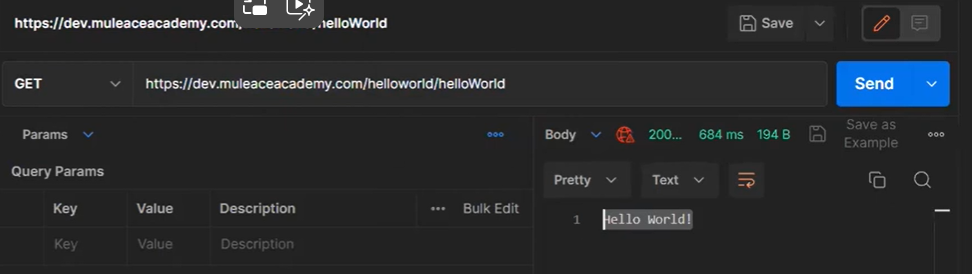 https://dev.muleaceacademy.com/ /helloWorld
Save
GET
https://dev.muleaceacademy.com/helloworld/helloWorld
Send
Params
Body
200...
684 ms
194 B
Save as
Example
Query Params
Pretty
Text
Key
Value
Description
Bulk Edit
Key
Value
Description
1
Hello World!